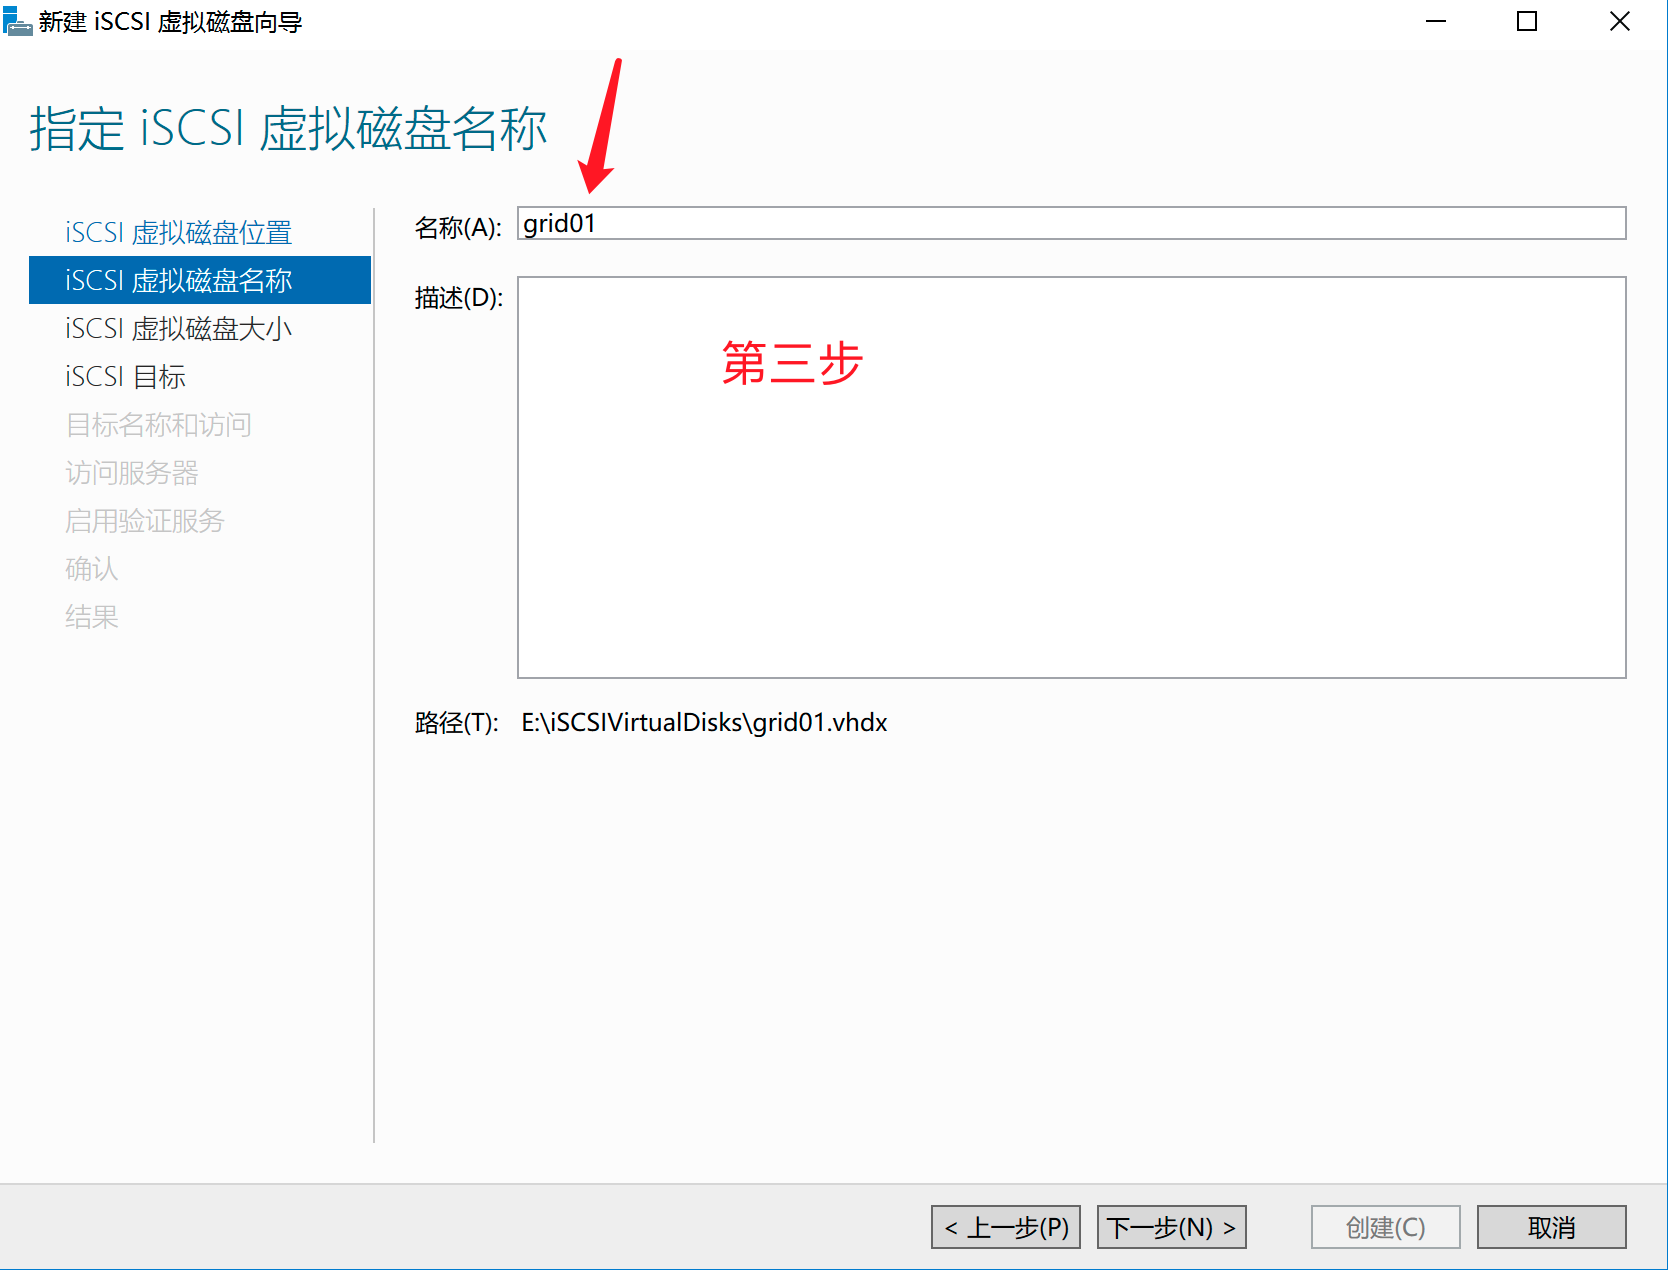 新建 iSCSI 虚拟磁盘向导
指定 iSCSI 虚拟磁盘名称
iSCSI 虚拟磁盘位置
iSCSI 虚拟磁盘名称
iSCSI 虚拟磁盘大小
iSCSI 目标
目标名称和访问
访问服务器
启用验证服务
确认
结果
名称(A): grid01
描述(D):
第三步
路径(T): E:\iSCSIVirtualDisks\grid01.vhdx
< 上一步(P) 下一步(N) > 创建(C) 取消